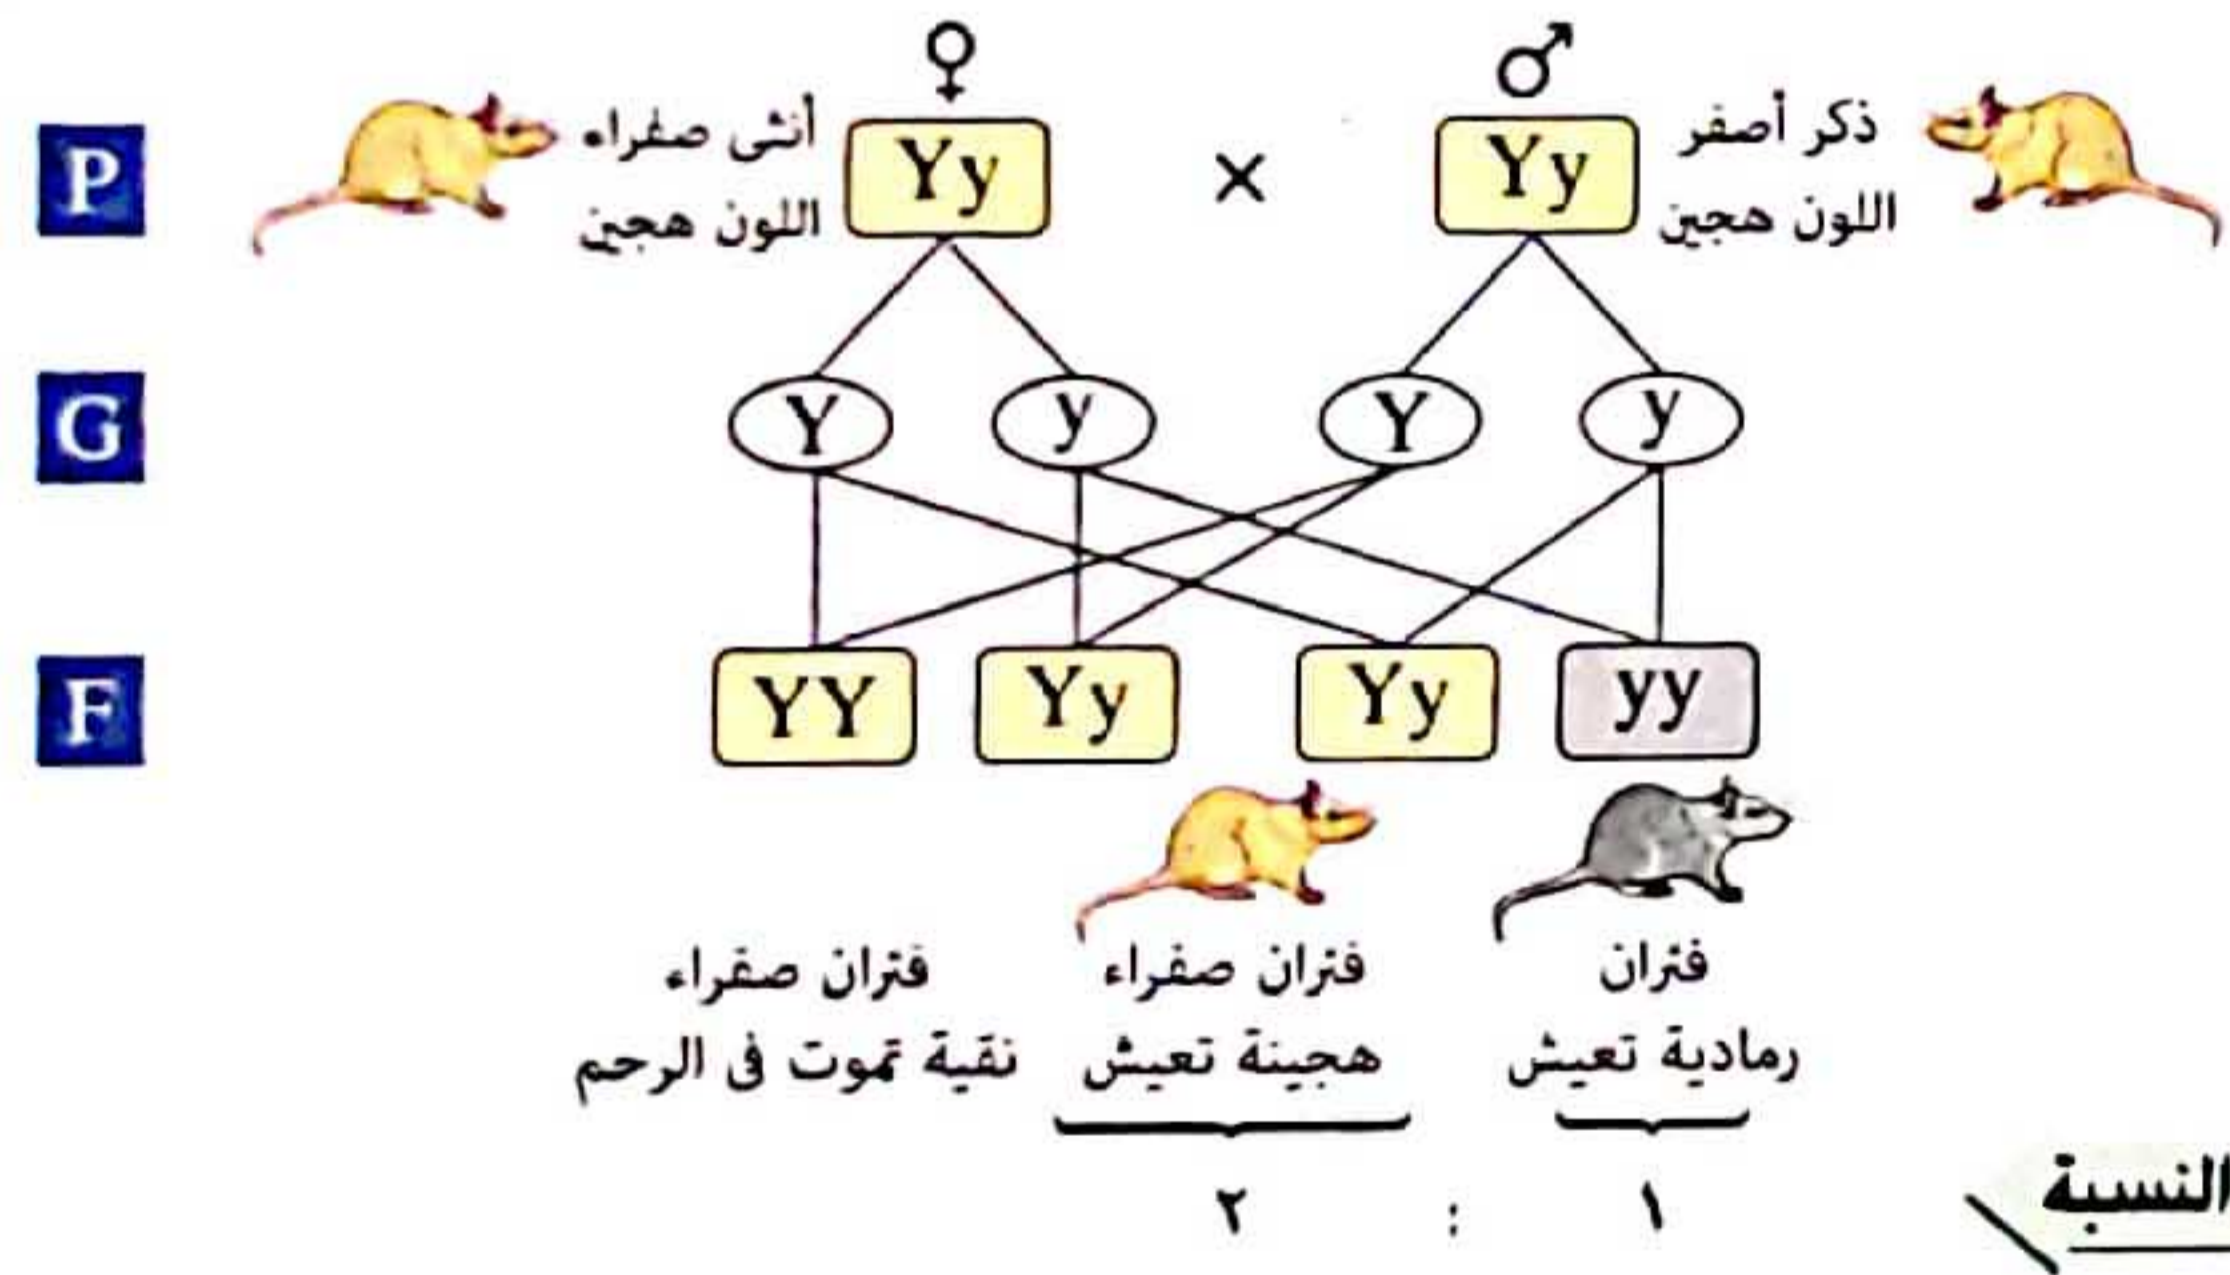 ♀ ♂
P
أنثى صفراء
اللون هجين
Yy
×
Yy
ذكر أصفر
اللون هجين
G
Y y Y y
F
YY Yy Yy yy
فئران صفراء
نقية تموت فى الرحم
فئران صفراء
هجينة تعيش
فئران
رمادية تعيش
النسبة
١ : ٢